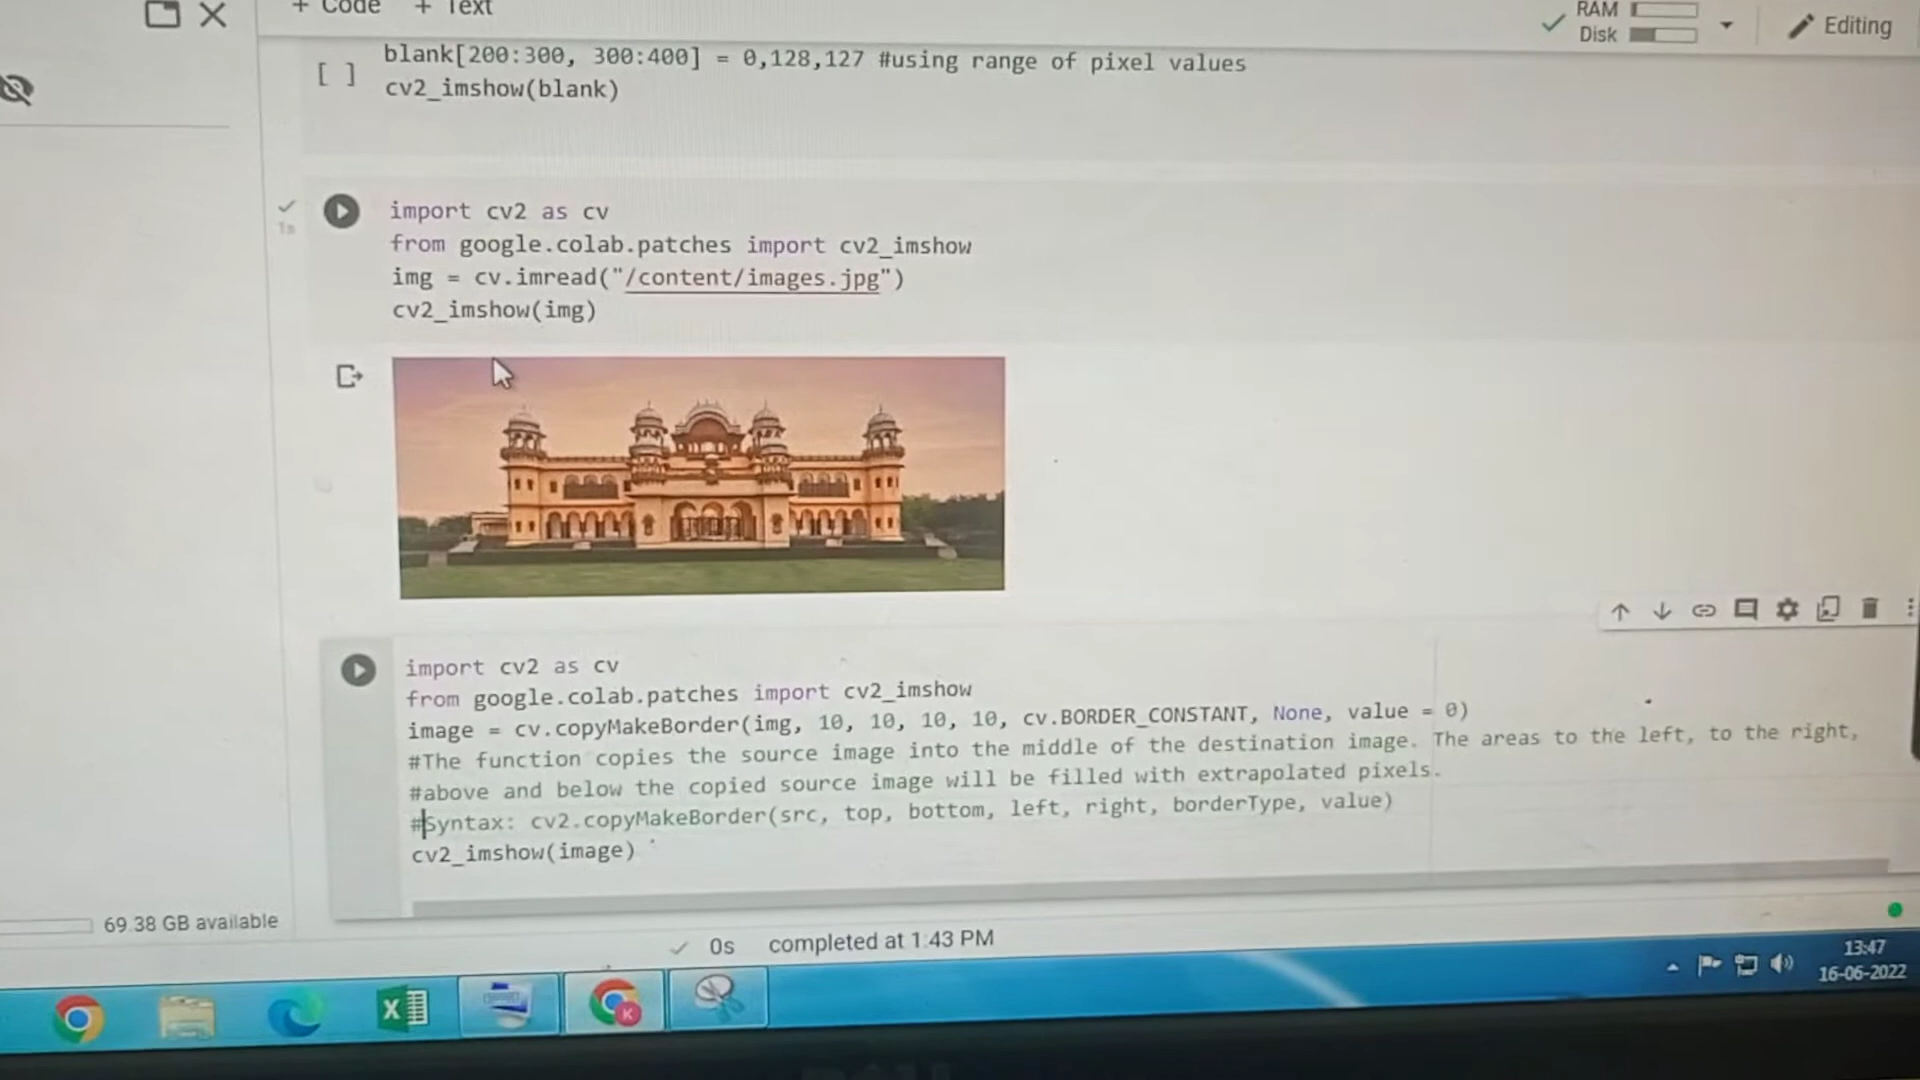 + Code + Text
RAM
Disk
Editing
[ ]
blank[200:300, 300:400] = 0,128,127 #using range of pixel values
cv2_imshow(blank)
1s
import cv2 as cv
from google.colab.patches import cv2_imshow
img = cv.imread("/content/images.jpg")
cv2_imshow(img)
import cv2 as cv
from google.colab.patches import cv2_imshow
image = cv.copyMakeBorder(img, 10, 10, 10, 10, cv.BORDER_CONSTANT, None, value = 0)
#The function copies the source image into the middle of the destination image. The areas to the left, to the right,
#above and below the copied source image will be filled with extrapolated pixels.
#Syntax: cv2.copyMakeBorder(src, top, bottom, left, right, borderType, value)
cv2_imshow(image)
69.38 GB available
0s completed at 1:43 PM
K
13:47
16-06-2022